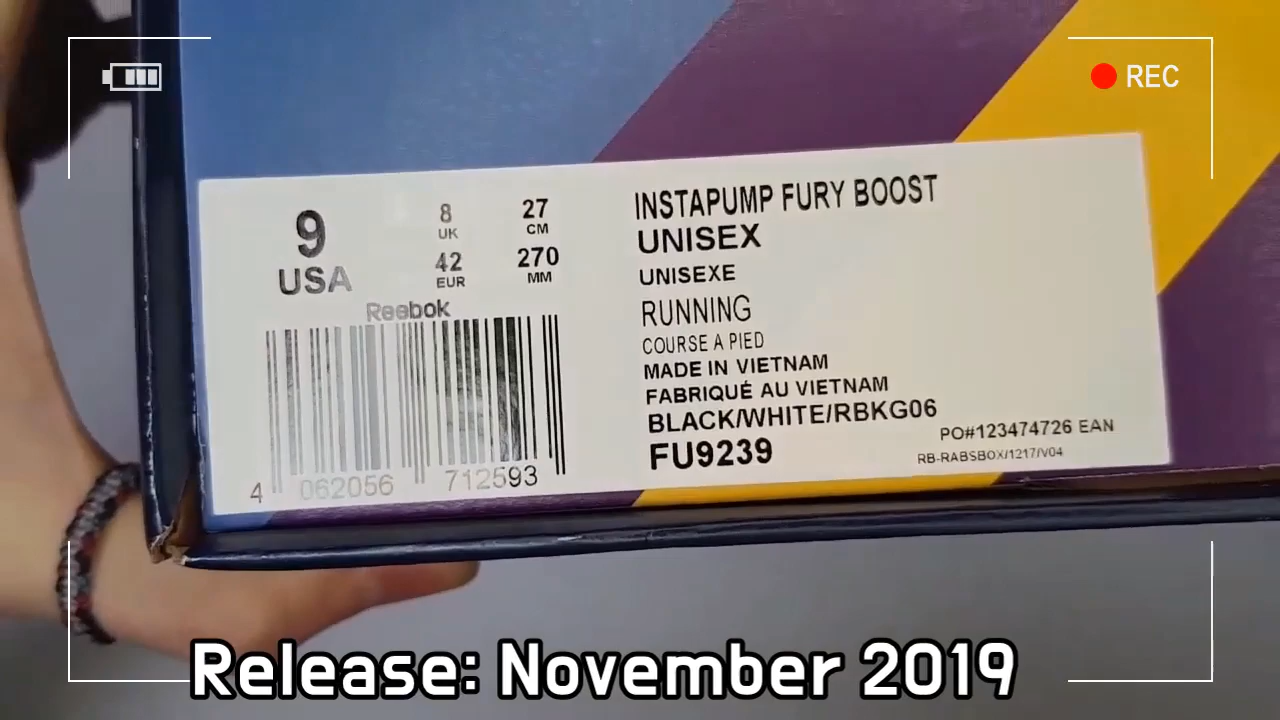 REC
9
USA
8
UK
42
EUR
27
CM
270
MM
Reebok
4 062056 712593
INSTAPUMP FURY BOOST
UNISEX
UNISEXE
RUNNING
COURSE A PIED
MADE IN VIETNAM
FABRIQUÉ AU VIETNAM
BLACK/WHITE/RBKG06
FU9239
PO#123474726 EAN
RB-RABSBOX/1217/V04
Release: November 2019